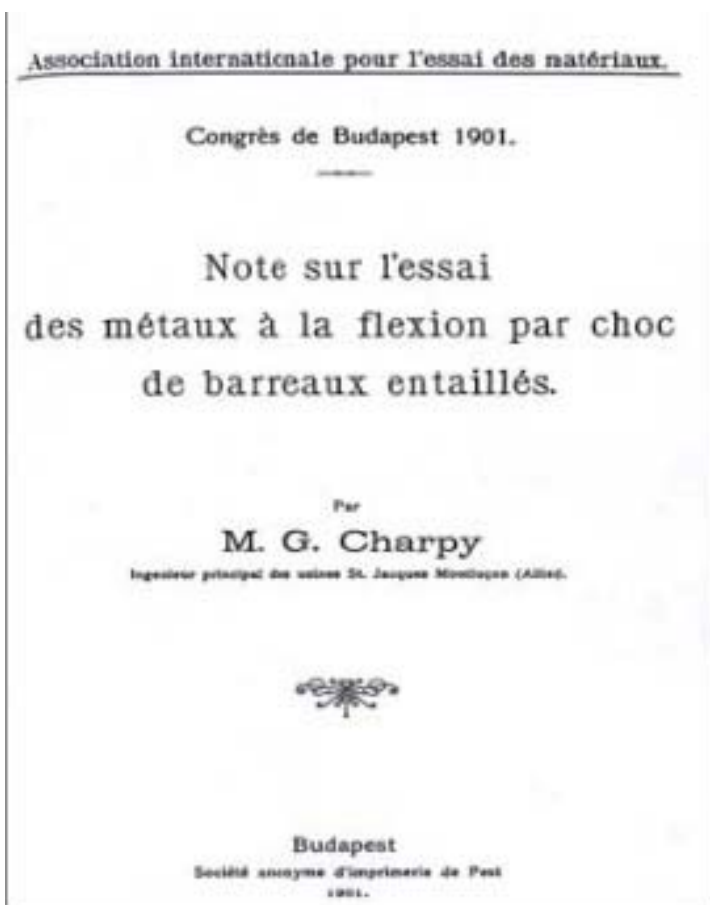 Association internationale pour l'essai des matériaux.
Congrès de Budapest 1901.
Note sur l'essai
des métaux à la flexion par choc
de barreaux entaillés.
Par
M. G. Charpy
Ingenieur principal des usines St. Jacques Montluçon (Allier).
Budapest
Société anonyme d'imprimerie de Pest
1901.